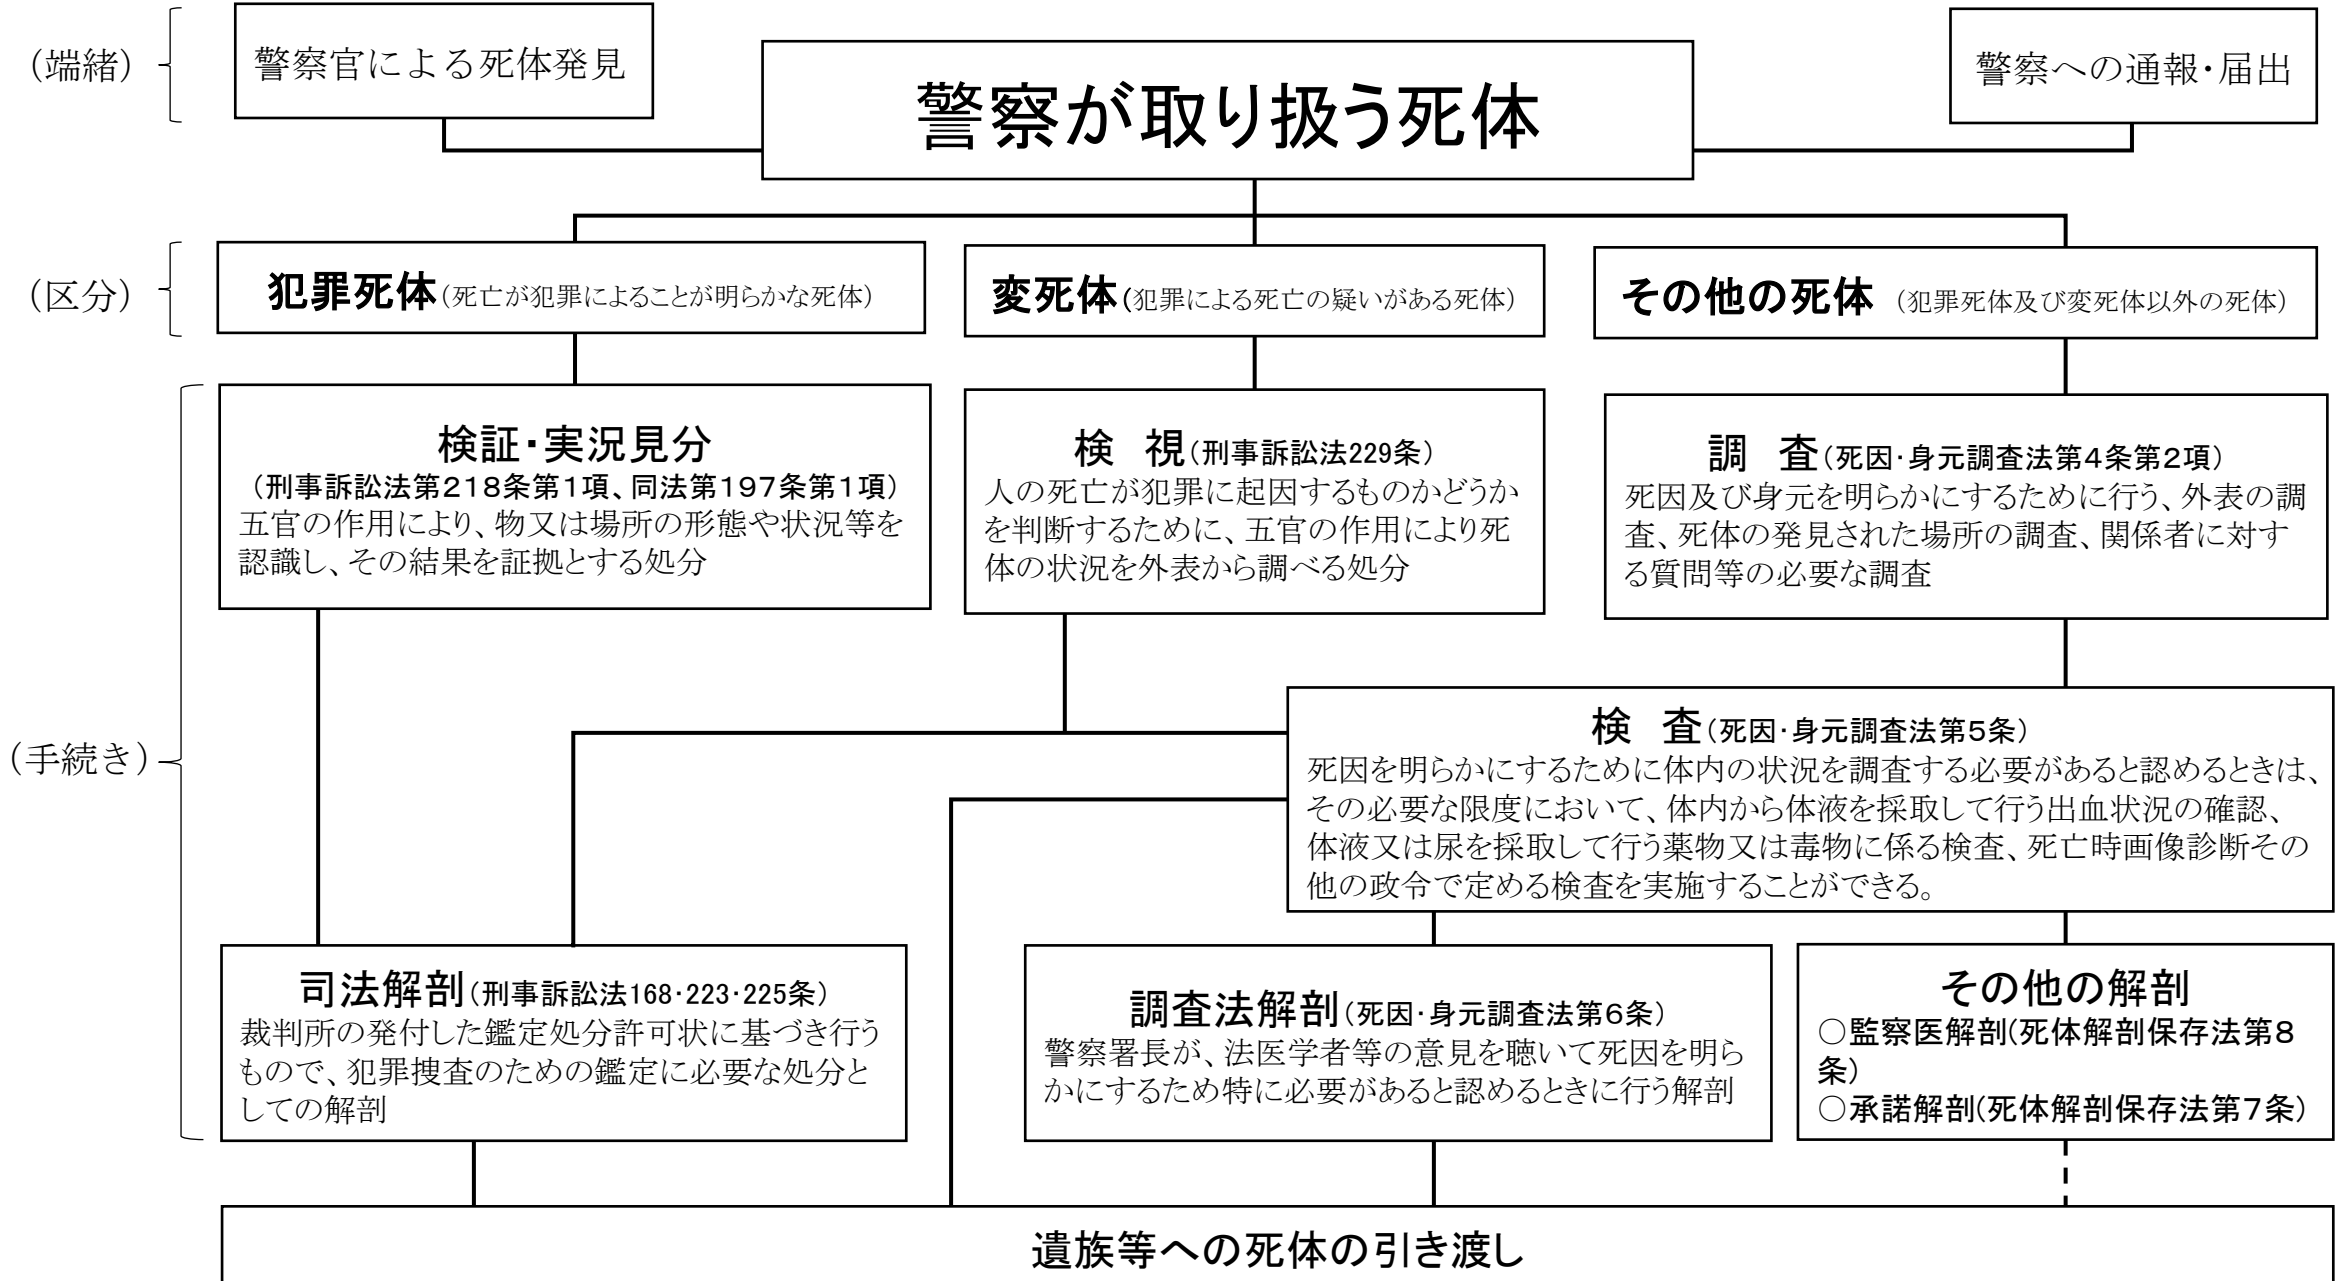 (端緒)
警察官による死体発見
警察が取り扱う死体
警察への通報・届出
(区分)
犯罪死体(死亡が犯罪によることが明らかな死体)
変死体(犯罪による死亡の疑いがある死体)
その他の死体 (犯罪死体及び変死体以外の死体)
(手続き)
検証・実況見分
(刑事訴訟法第218条第1項、同法第197条第1項)
五官の作用により、物又は場所の形態や状況等を
認識し、その結果を証拠とする処分
検 視(刑事訴訟法229条)
人の死亡が犯罪に起因するものかどうか
を判断するために、五官の作用により死
体の状況を外表から調べる処分
調 査(死因・身元調査法第4条第2項)
死因及び身元を明らかにするために行う、外表の調
査、死体の発見された場所の調査、関係者に対す
る質問等の必要な調査
検 査(死因・身元調査法第5条)
死因を明らかにするために体内の状況を調査する必要があると認めるときは、
その必要な限度において、体内から体液を採取して行う出血状況の確認、
体液又は尿を採取して行う薬物又は毒物に係る検査、死亡時画像診断その
他の政令で定める検査を実施することができる。
司法解剖(刑事訴訟法168・223・225条)
裁判所の発付した鑑定処分許可状に基づき行う
もので、犯罪捜査のための鑑定に必要な処分と
しての解剖
調査法解剖(死因・身元調査法第6条)
警察署長が、法医学者等の意見を聴いて死因を明ら
かにするため特に必要があると認めるときに行う解剖
その他の解剖
○監察医解剖(死体解剖保存法第8
条)
○承諾解剖(死体解剖保存法第7条)
遺族等への死体の引き渡し